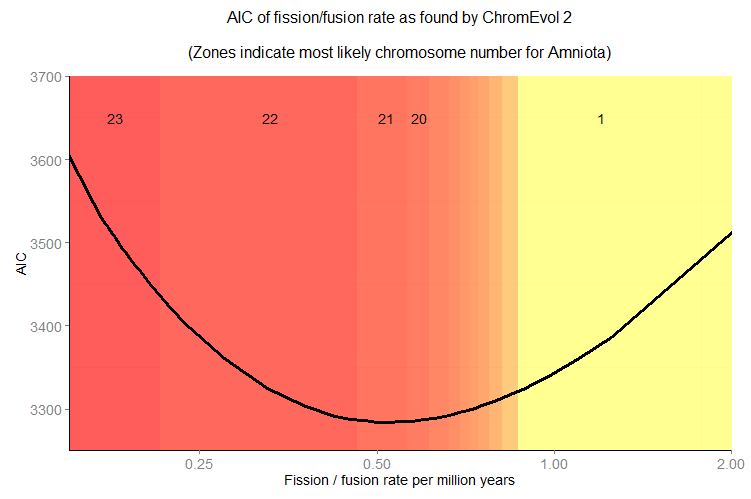 AIC of fission/fusion rate as found by ChromEvol 2
(Zones indicate most likely chromosome number for Amniota)
3700
23 22 21 20 1
3600
3500
AIC
3400
3300
0.25 0.50 1.00 2.00
Fission / fusion rate per million years